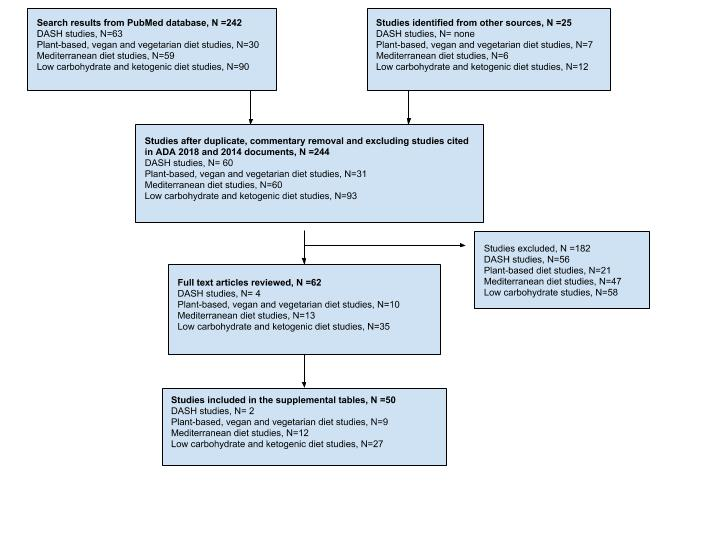 Search results from PubMed database, N =242
DASH studies, N=63
Plant-based, vegan and vegetarian diet studies, N=30
Mediterranean diet studies, N=59
Low carbohydrate and ketogenic diet studies, N=90
Studies identified from other sources, N =25
DASH studies, N= none
Plant-based, vegan and vegetarian diet studies, N=7
Mediterranean diet studies, N=6
Low carbohydrate and ketogenic diet studies, N=12
Studies after duplicate, commentary removal and excluding studies cited
in ADA 2018 and 2014 documents, N =244
DASH studies, N= 60
Plant-based, vegan and vegetarian diet studies, N=31
Mediterranean diet studies, N=60
Low carbohydrate and ketogenic diet studies, N=93
Studies excluded, N =182
DASH studies, N=56
Plant-based diet studies, N=21
Mediterranean diet studies, N=47
Low carbohydrate studies, N=58
Full text articles reviewed, N =62
DASH studies, N= 4
Plant-based, vegan and vegetarian diet studies, N=10
Mediterranean diet studies, N=13
Low carbohydrate and ketogenic diet studies, N=35
Studies included in the supplemental tables, N =50
DASH studies, N= 2
Plant-based, vegan and vegetarian diet studies, N=9
Mediterranean diet studies, N=12
Low carbohydrate and ketogenic diet studies, N=27